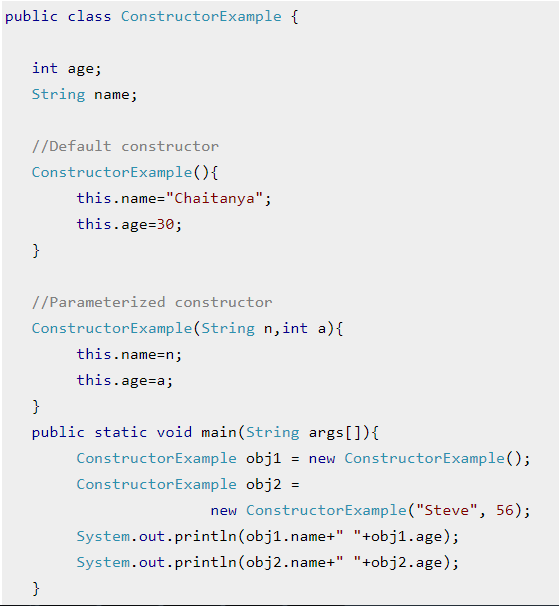 public class ConstructorExample {
int age;
String name;
//Default constructor
ConstructorExample(){
this.name="Chaitanya";
this.age=30;
}
//Parameterized constructor
ConstructorExample(String n,int a){
this.name=n;
this.age=a;
}
public static void main(String args[]){
ConstructorExample obj1 = new ConstructorExample();
ConstructorExample obj2 =
new ConstructorExample("Steve", 56);
System.out.println(obj1.name+" "+obj1.age);
System.out.println(obj2.name+" "+obj2.age);
}